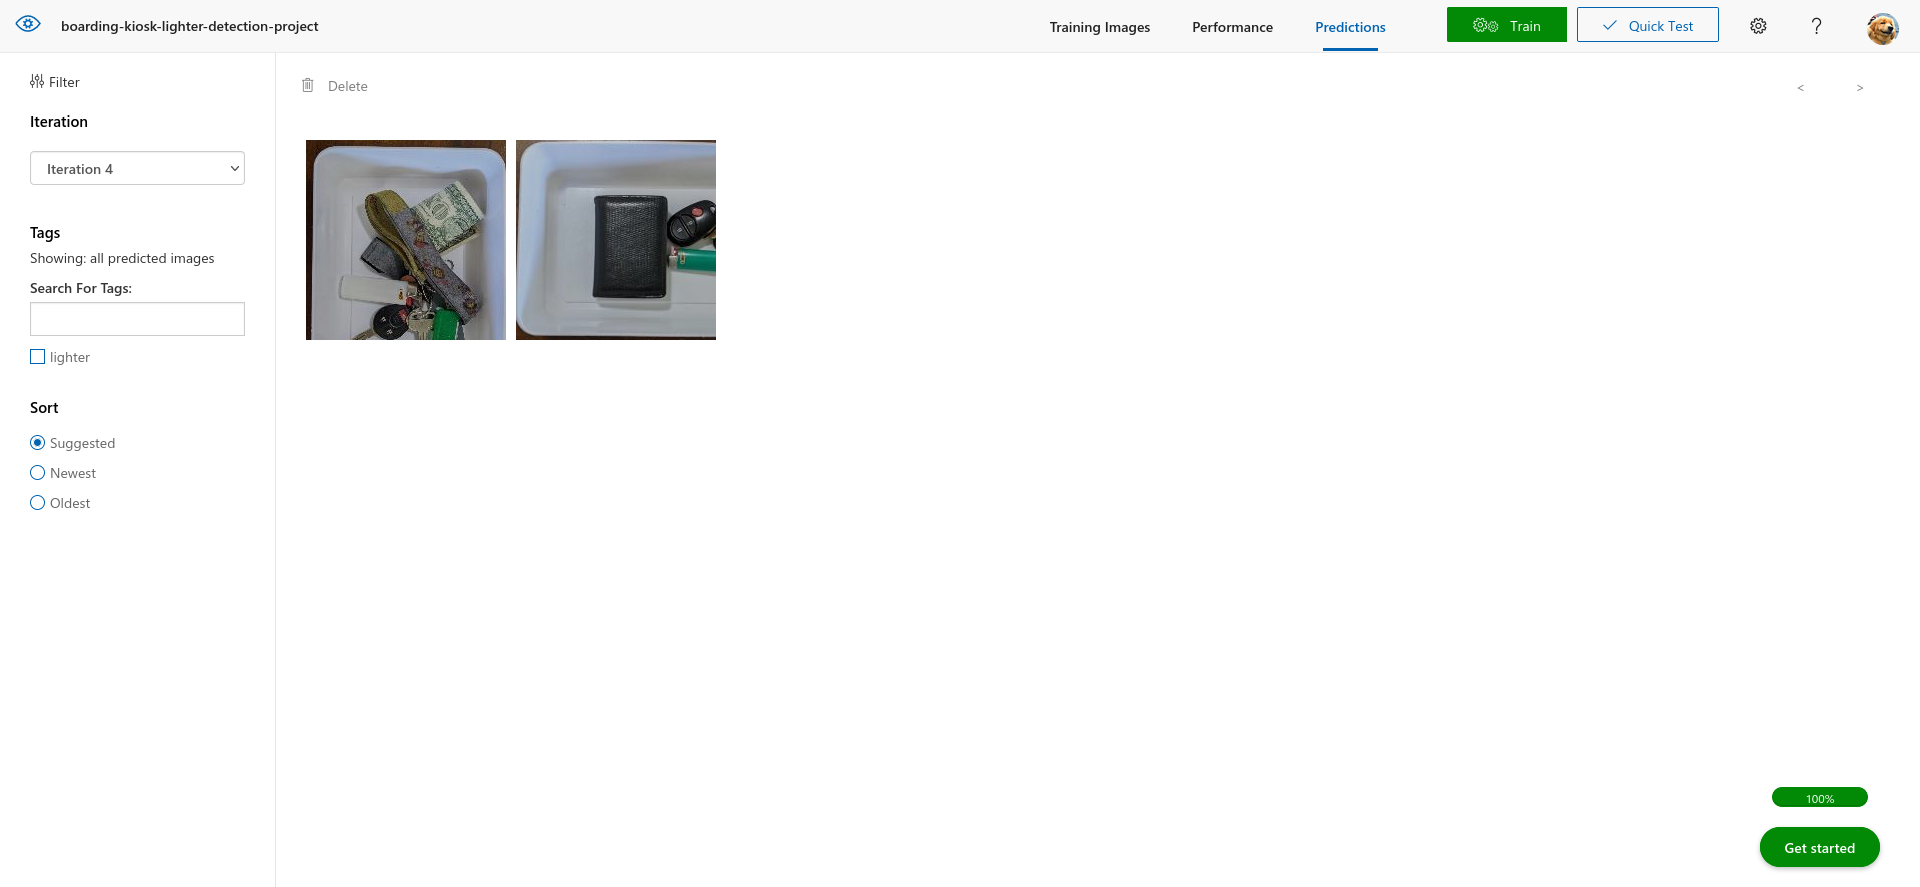 boarding-kiosk-lighter-detection-project
Training Images
Performance
Predictions
Train
Quick Test
?
Filter
Delete
<
>
Iteration
Iteration 4
Tags
Showing: all predicted images
Search For Tags:
lighter
Sort
Suggested
Newest
Oldest
100%
Get started